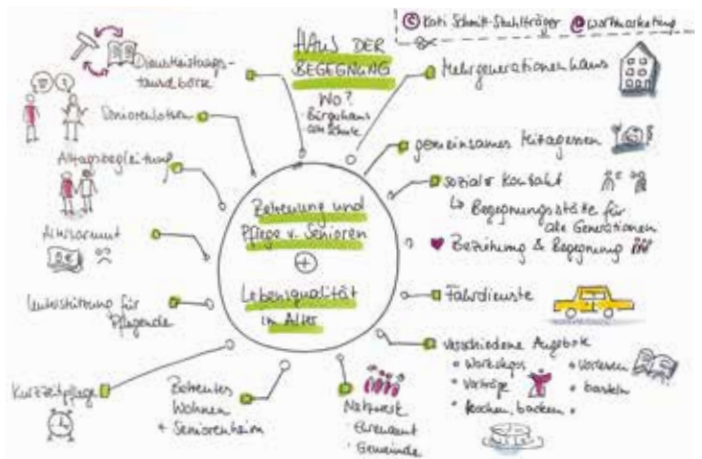 © Kati Schmitt-Stuhlträger @wortmarketing
HAUS DER
BEGEGNUNG
Wo?
· Bürgerhaus
· alte Schule
Dienstleistungs-
tauschbörse
Seniorenlotsen
Alltagsbegleitung
Altersarmut
Unterstützung für
Pflegende
Kurzzeitpflege
Betreutes
Wohnen
+ Seniorenheim
Netzwerk
· Ehrenamt
· Gemeinde
Betreuung und
Pflege v. Senioren
+
Lebensqualität
im Alter
Mehrgenerationenhaus
gemeinsames Mittagessen
sozialer Kontakt
↳ Begegnungsstätte für
alle Generationen
Beziehung & Begegnung
Fahrdienste
verschiedene Angebote
• Workshops
• Vorlesen
• Vorträge
• basteln
• kochen, backen